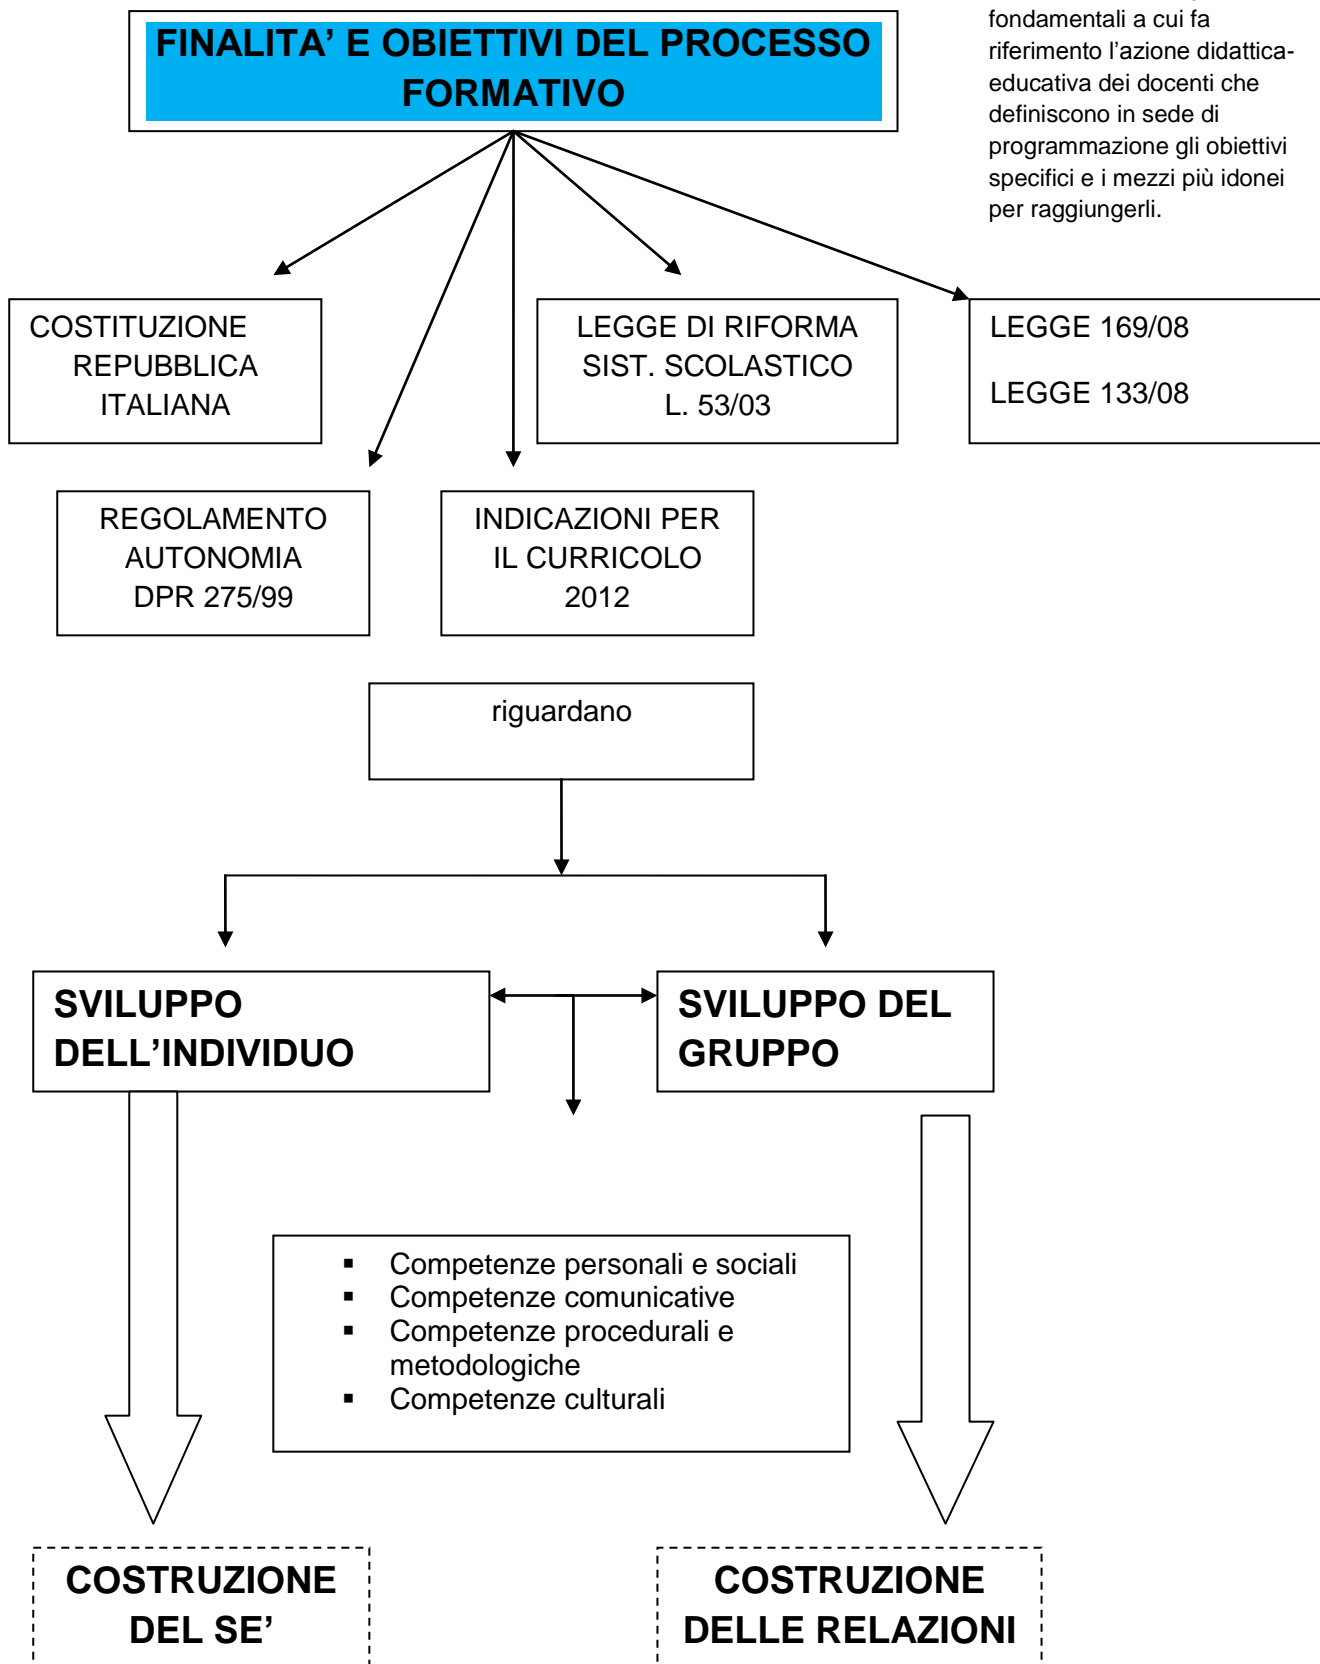 FINALITA’ E OBIETTIVI DEL PROCESSO
FORMATIVO
fondamentali a cui fa
riferimento l’azione didattica-
educativa dei docenti che
definiscono in sede di
programmazione gli obiettivi
specifici e i mezzi più idonei
per raggiungerli.
COSTITUZIONE
REPUBBLICA
ITALIANA
LEGGE DI RIFORMA
SIST. SCOLASTICO
L. 53/03
LEGGE 169/08
LEGGE 133/08
REGOLAMENTO
AUTONOMIA
DPR 275/99
INDICAZIONI PER
IL CURRICOLO
2012
riguardano
SVILUPPO
DELL’INDIVIDUO
SVILUPPO DEL
GRUPPO
▪ Competenze personali e sociali
▪ Competenze comunicative
▪ Competenze procedurali e
metodologiche
▪ Competenze culturali
COSTRUZIONE
DEL SE’
COSTRUZIONE
DELLE RELAZIONI